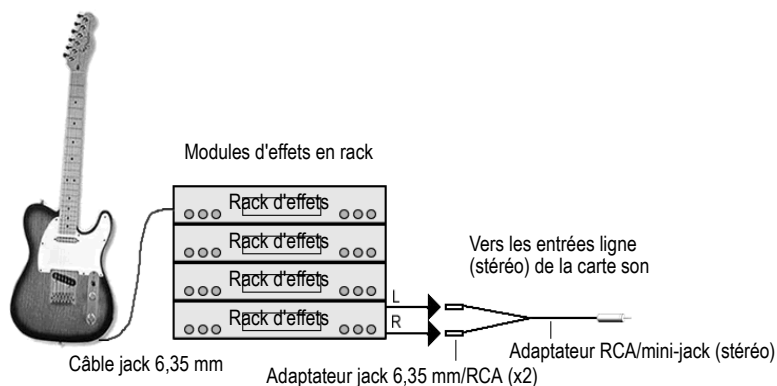 Modules d'effets en rack
Rack d'effets
Rack d'effets
Rack d'effets
Rack d'effets
L
R
Vers les entrées ligne
(stéréo) de la carte son
Câble jack 6,35 mm
Adaptateur jack 6,35 mm/RCA (x2)
Adaptateur RCA/mini-jack (stéréo)